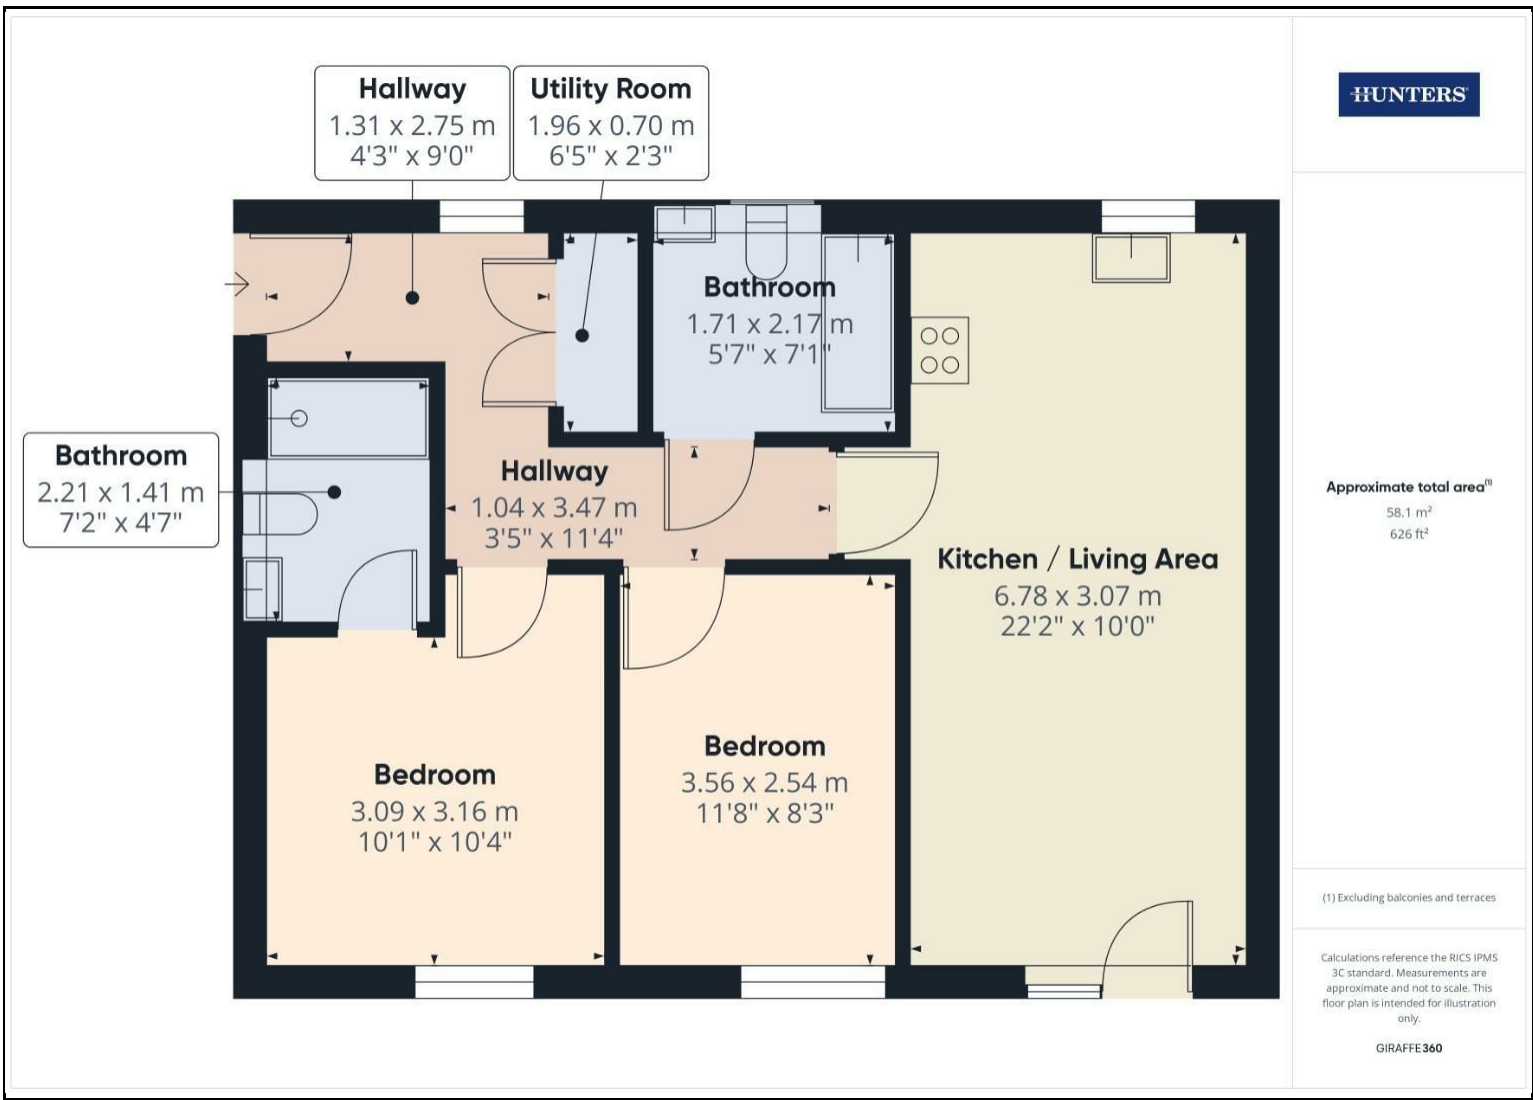 Hallway
1.31 x 2.75 m
4'3" x 9'0"
Utility Room
1.96 x 0.70 m
6'5" x 2'3"
HUNTERS
Bathroom
1.71 x 2.17 m
5'7" x 7'1"
Bathroom
2.21 x 1.41 m
7'2" x 4'7"
Hallway
1.04 x 3.47 m
3'5" x 11'4"
Kitchen / Living Area
6.78 x 3.07 m
22'2" x 10'0"
Bedroom
3.09 x 3.16 m
10'1" x 10'4"
Bedroom
3.56 x 2.54 m
11'8" x 8'3"
Approximate total area(1)
58.1 m²
626 ft²
(1) Excluding balconies and terraces
Calculations reference the RICS IPMS
3C standard. Measurements are
approximate and not to scale. This
floor plan is intended for illustration
only.
GIRAFFE360